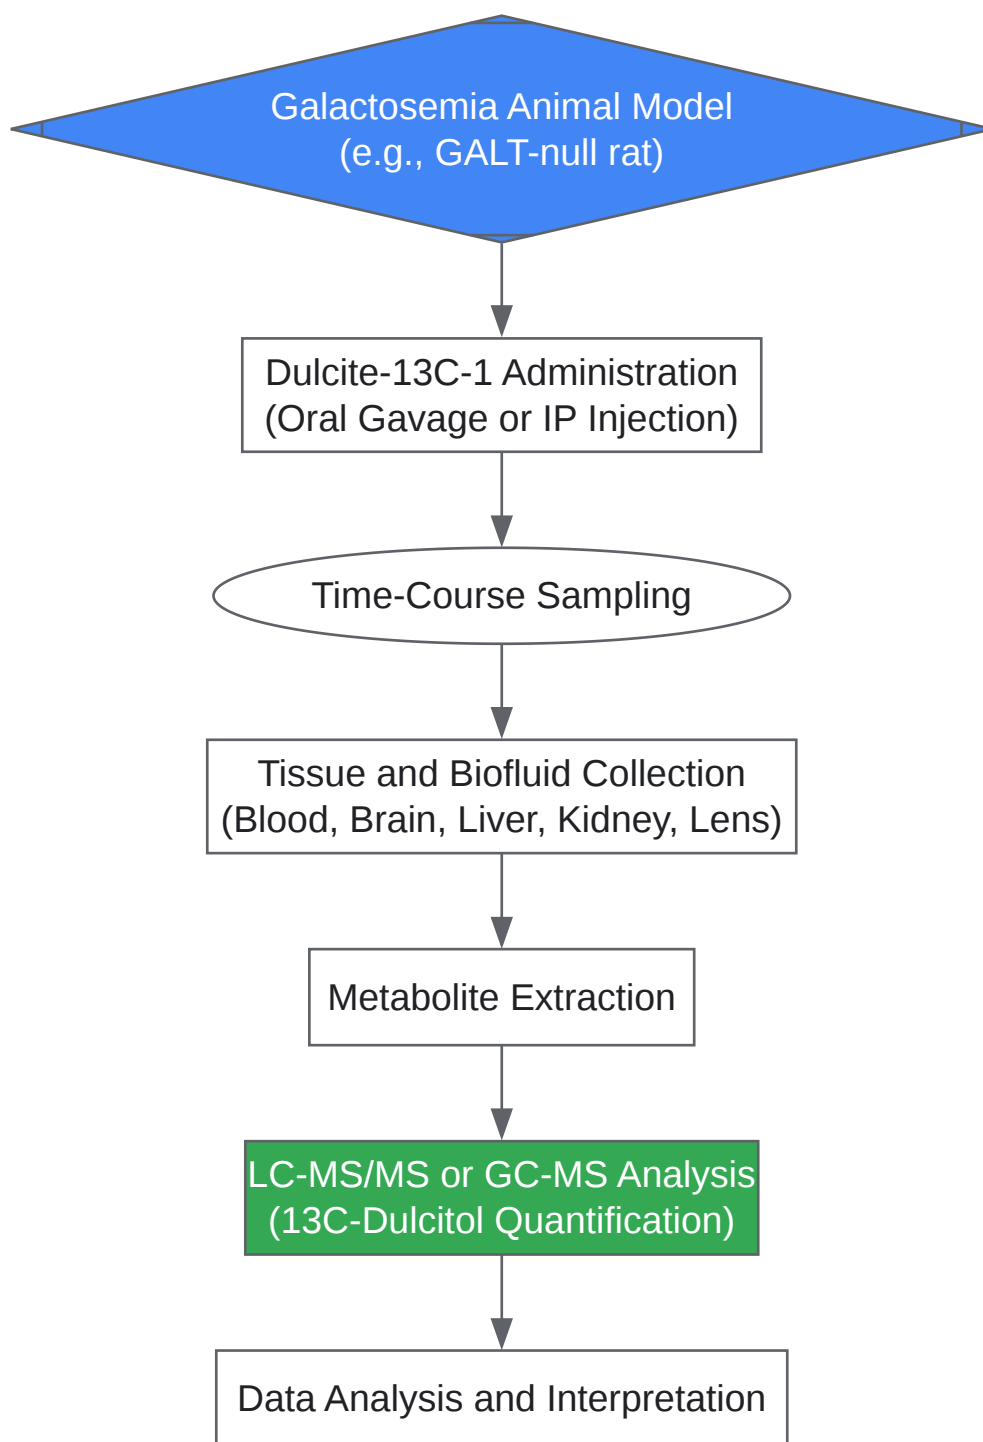 Galactosemia Animal Model
(e.g., GALT-null rat)
Dulcite-13C-1 Administration
(Oral Gavage or IP Injection)
Time-Course Sampling
Tissue and Biofluid Collection
(Blood, Brain, Liver, Kidney, Lens)
Metabolite Extraction
LC-MS/MS or GC-MS Analysis
(13C-Dulcitol Quantification)
Data Analysis and Interpretation